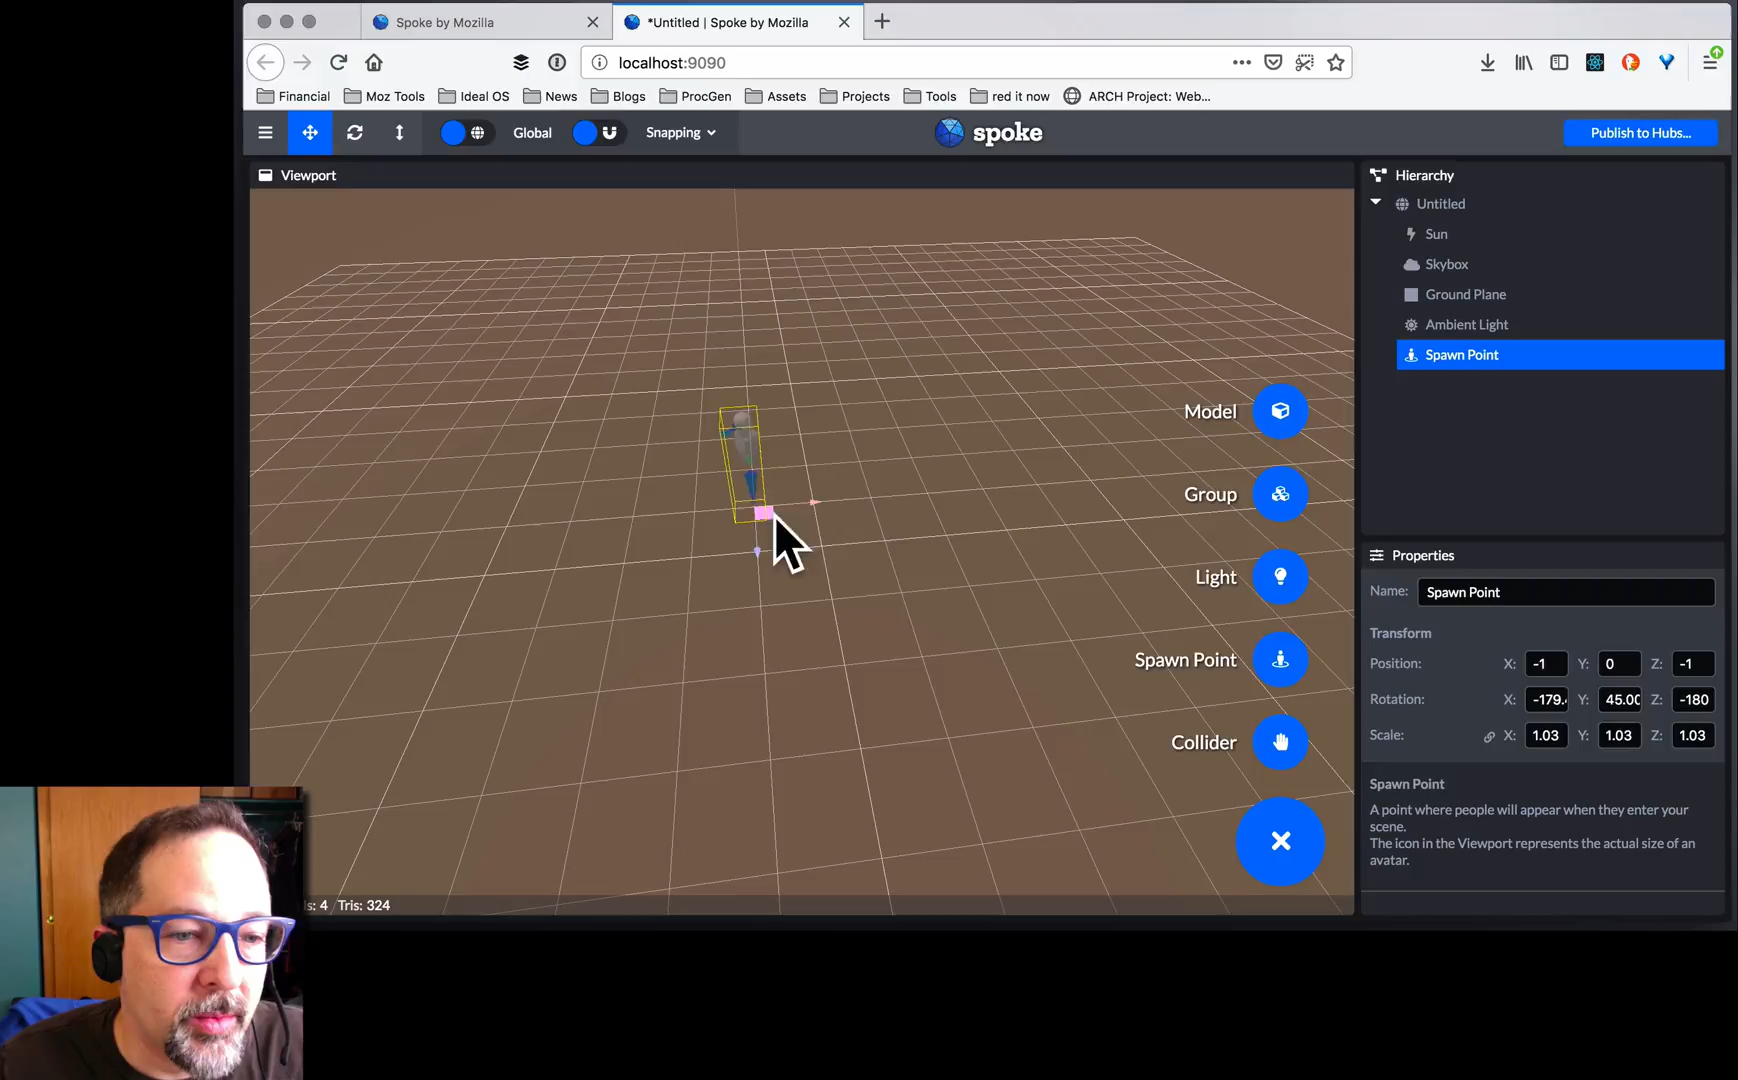 Spoke by Mozilla
*Untitled | Spoke by Mozilla
localhost:9090
Financial Moz Tools Ideal OS News Blogs ProcGen Assets Projects Tools red it now ARCH Project: Web...
Global Snapping spoke Publish to Hubs...
Viewport
Hierarchy
Untitled
Sun
Skybox
Ground Plane
Ambient Light
Spawn Point
Model
Group
Light
Spawn Point
Collider
Properties
Name: Spawn Point
Transform
Position: X: -1 Y: 0 Z: -1
Rotation: X: -179. Y: 45.00 Z: -180
Scale: X: 1.03 Y: 1.03 Z: 1.03
Spawn Point
A point where people will appear when they enter your
scene.
The icon in the Viewport represents the actual size of an
avatar.
s: 4 Tris: 324